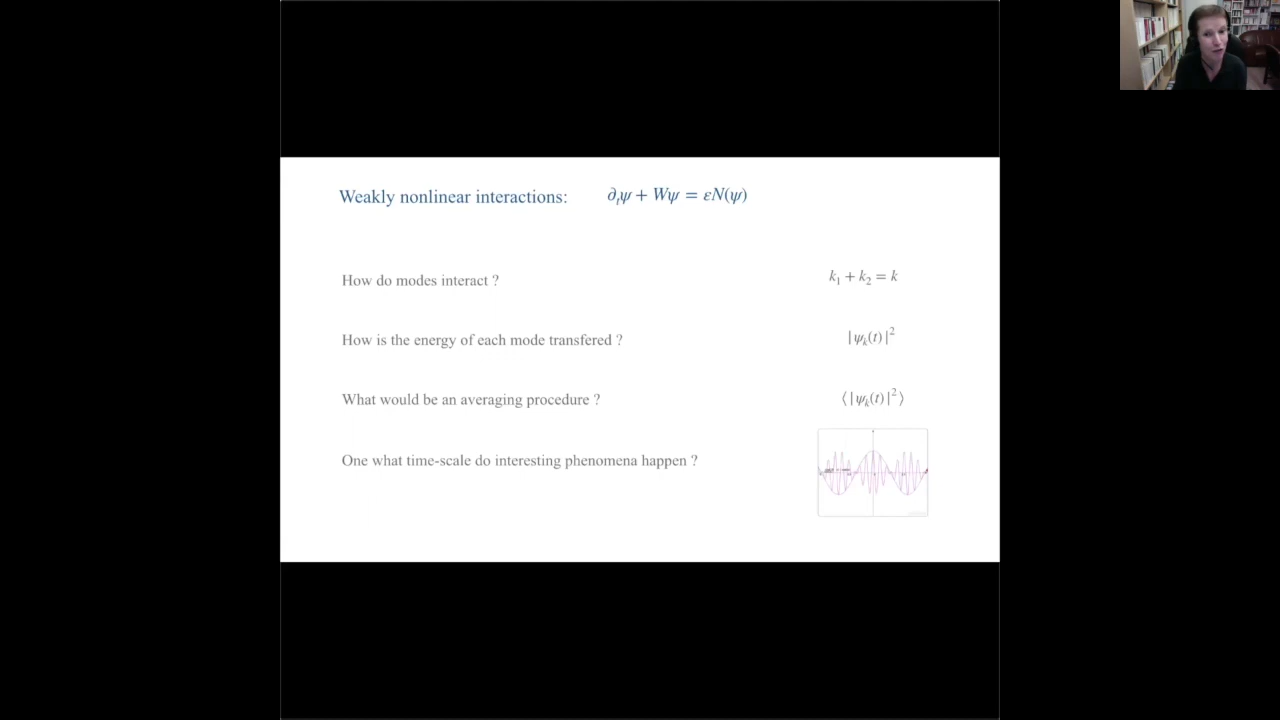 Weakly nonlinear interactions: ∂ₜψ + Wψ = εN(ψ)
How do modes interact ? k₁ + k₂ = k
How is the energy of each mode transfered ? |ψₖ(t)|²
What would be an averaging procedure ? ⟨|ψₖ(t)|²⟩
One what time-scale do interesting phenomena happen ?